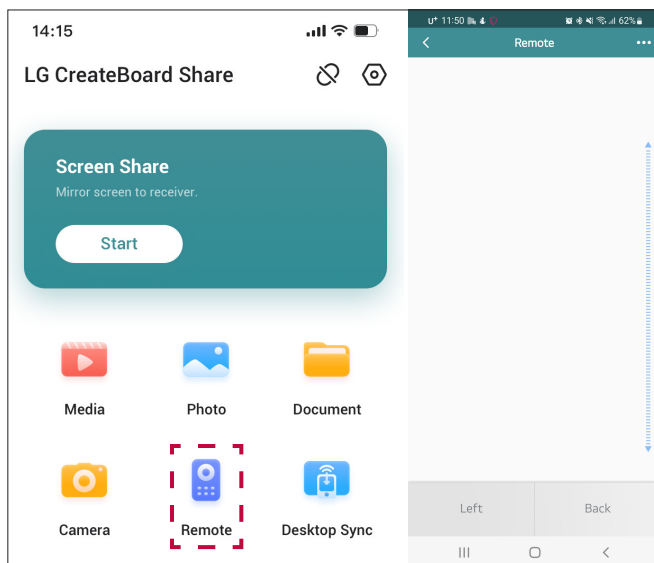 14:15
LG CreateBoard Share
Screen Share
Mirror screen to receiver.
Start
Media Photo Document
Camera Remote Desktop Sync
U+ 11:50 62%
Remote
Left Back